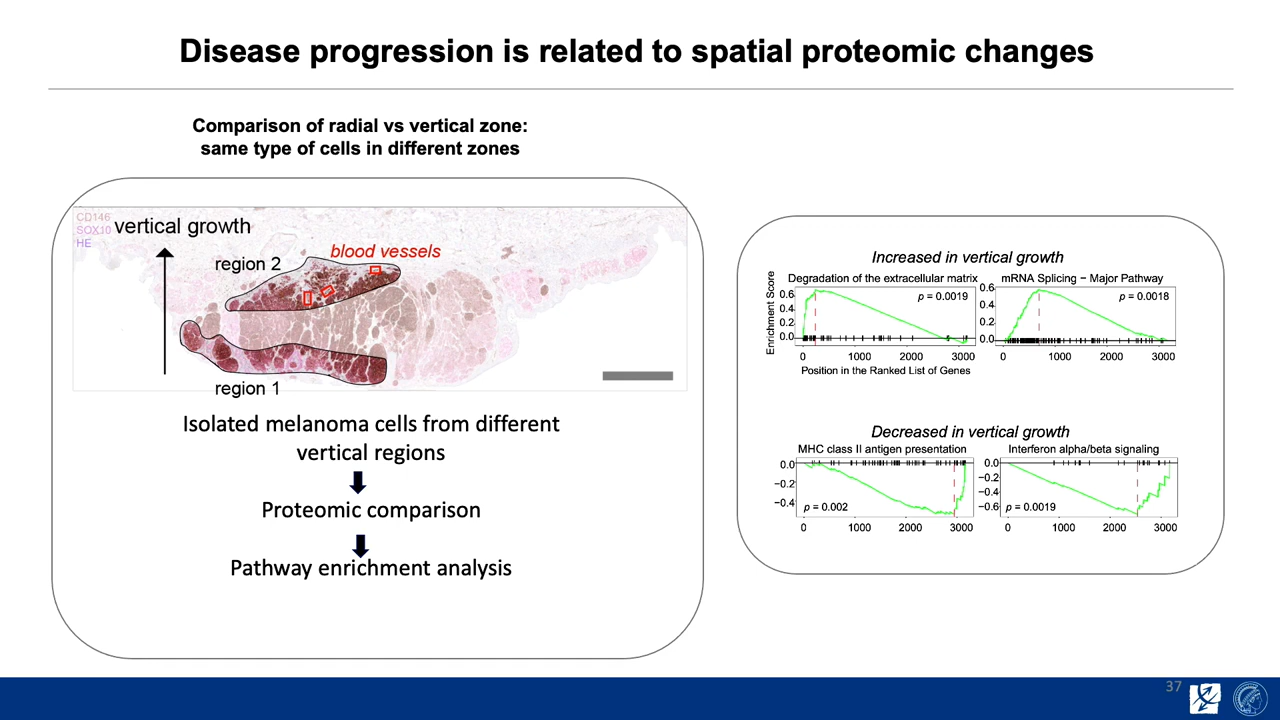 Disease progression is related to spatial proteomic changes
Comparison of radial vs vertical zone:
same type of cells in different zones
CD146
SOX10
HE
vertical growth
blood vessels
region 2
region 1
Isolated melanoma cells from different
vertical regions
Proteomic comparison
Pathway enrichment analysis
Increased in vertical growth
Degradation of the extracellular matrix
mRNA Splicing − Major Pathway
Enrichment Score
0.6
0.4
0.2
0.0
p = 0.0019
0 1000 2000 3000
Position in the Ranked List of Genes
0.6
0.4
0.2
0.0
p = 0.0018
0 1000 2000 3000
Decreased in vertical growth
MHC class II antigen presentation
Interferon alpha/beta signaling
0.0
−0.2
−0.4
p = 0.002
0 1000 2000 3000
0.0
−0.2
−0.4
−0.6
p = 0.0019
0 1000 2000 3000
37